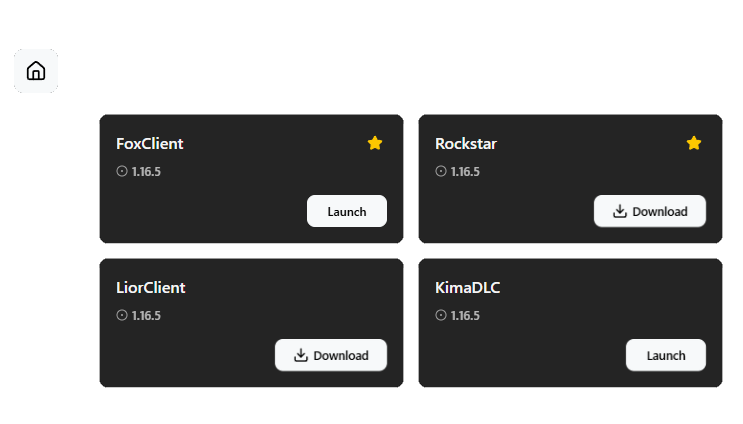 FoxClient
1.16.5
Launch
Rockstar
1.16.5
Download
LiorClient
1.16.5
Download
KimaDLC
1.16.5
Launch